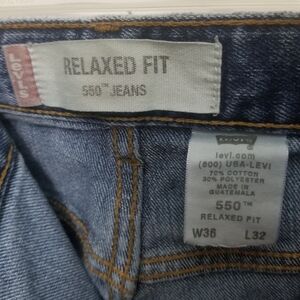 LEVI'S
RELAXED FIT
550™ JEANS
levi.com
(800) USA-LEVI
70% COTTON
30% POLYESTER
MADE IN
GUATEMALA
550™
RELAXED FIT
W36 L32